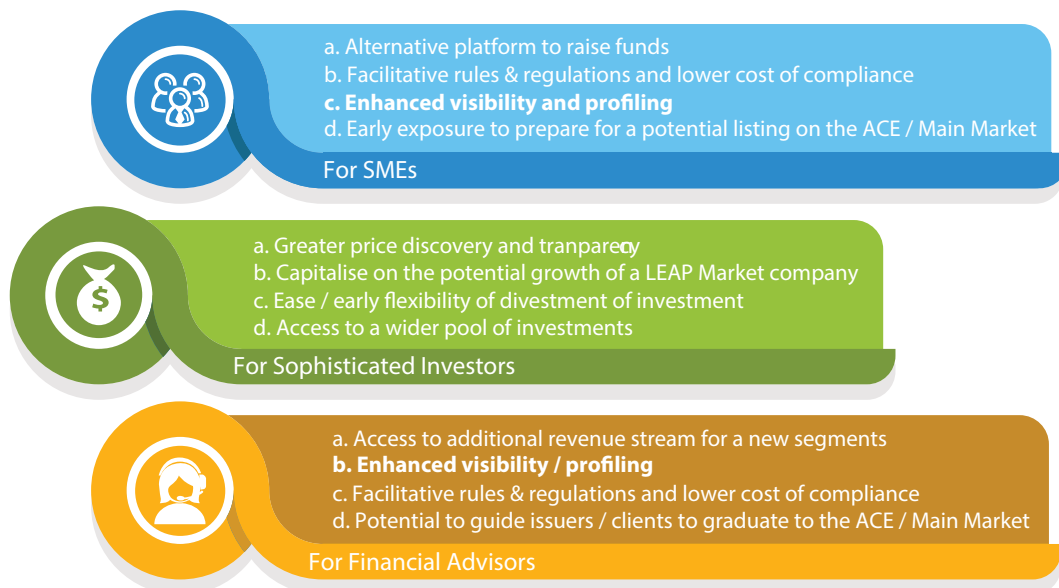 a. Alternative platform to raise funds
b. Facilitative rules & regulations and lower cost of compliance
c. Enhanced visibility and profiling
d. Early exposure to prepare for a potential listing on the ACE / Main Market
For SMEs
a. Greater price discovery and tranparency
b. Capitalise on the potential growth of a LEAP Market company
c. Ease / early flexibility of divestment of investment
d. Access to a wider pool of investments
For Sophisticated Investors
$
a. Access to additional revenue stream for a new segments
b. Enhanced visibility / profiling
c. Facilitative rules & regulations and lower cost of compliance
d. Potential to guide issuers / clients to graduate to the ACE / Main Market
For Financial Advisors